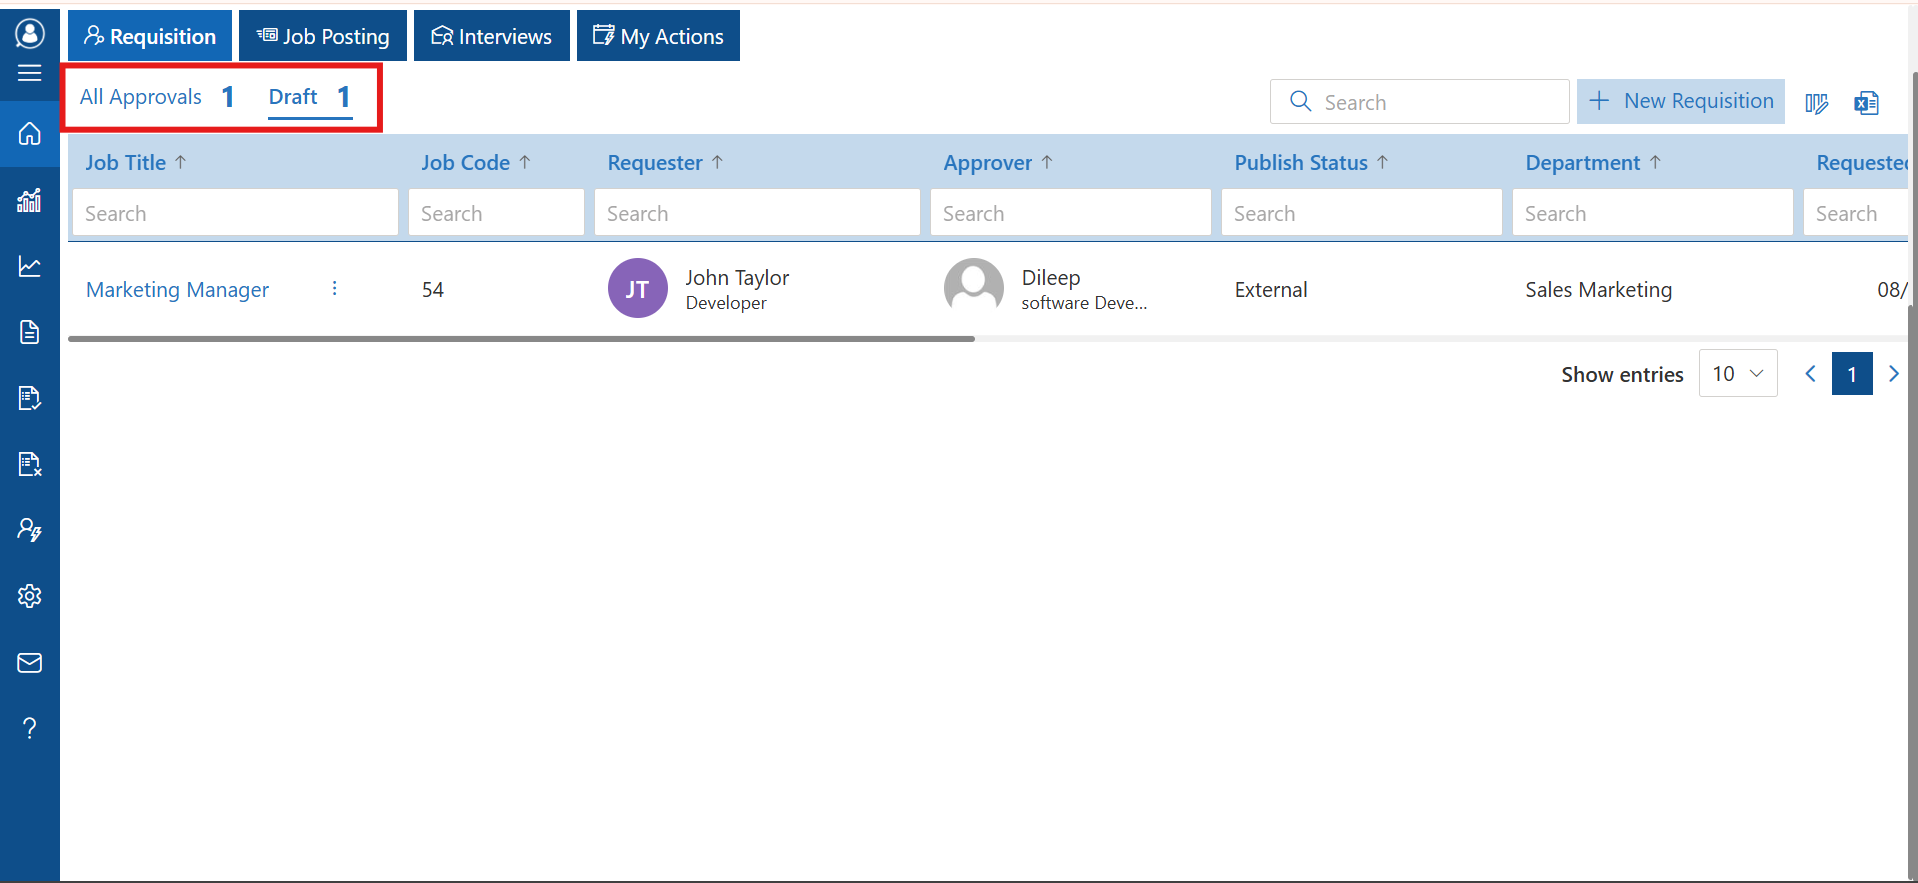 Requisition
Job Posting
Interviews
My Actions
All Approvals 1
Draft 1
Search
New Requisition
Job Title ↑
Job Code ↑
Requester ↑
Approver ↑
Publish Status ↑
Department ↑
Requested
Search
Search
Search
Search
Search
Search
Search
Marketing Manager
54
JT
John Taylor
Developer
Dileep
software Deve...
External
Sales Marketing
08/
Show entries
10
1